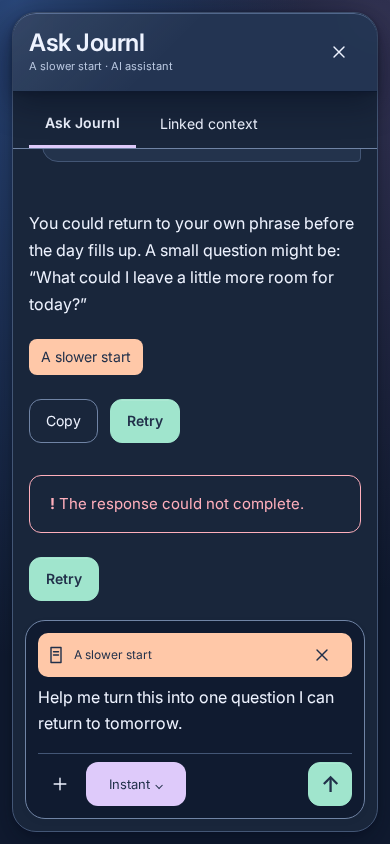 Ask Journl
A slower start · AI assistant
Ask Journl
Linked context
You could return to your own phrase before
the day fills up. A small question might be:
“What could I leave a little more room for
today?”
A slower start
Copy
Retry
! The response could not complete.
Retry
A slower start
Help me turn this into one question I can
return to tomorrow.
Instant